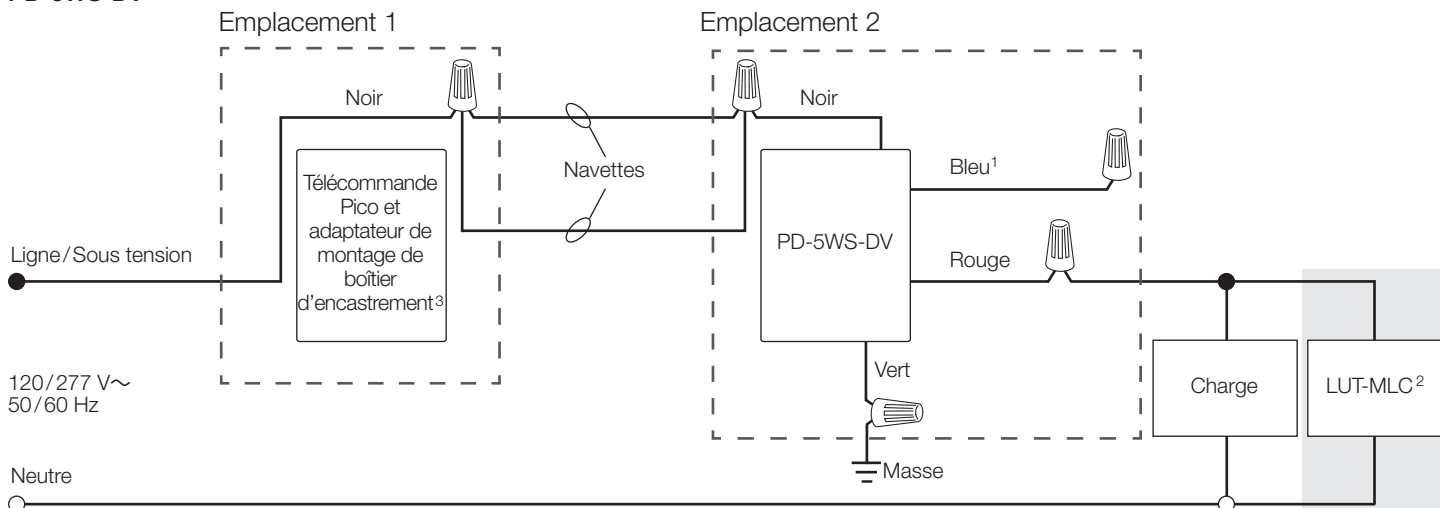 Emplacement 1
Emplacement 2
Noir
Noir
Navettes
Bleu¹
Télécommande
Pico et
adaptateur de
montage de
boîtier
d'encastrement³
PD-5WS-DV
Ligne/Sous tension
Rouge
Vert
120/277 V~
50/60 Hz
Charge
LUT-MLC²
Masse
Neutre